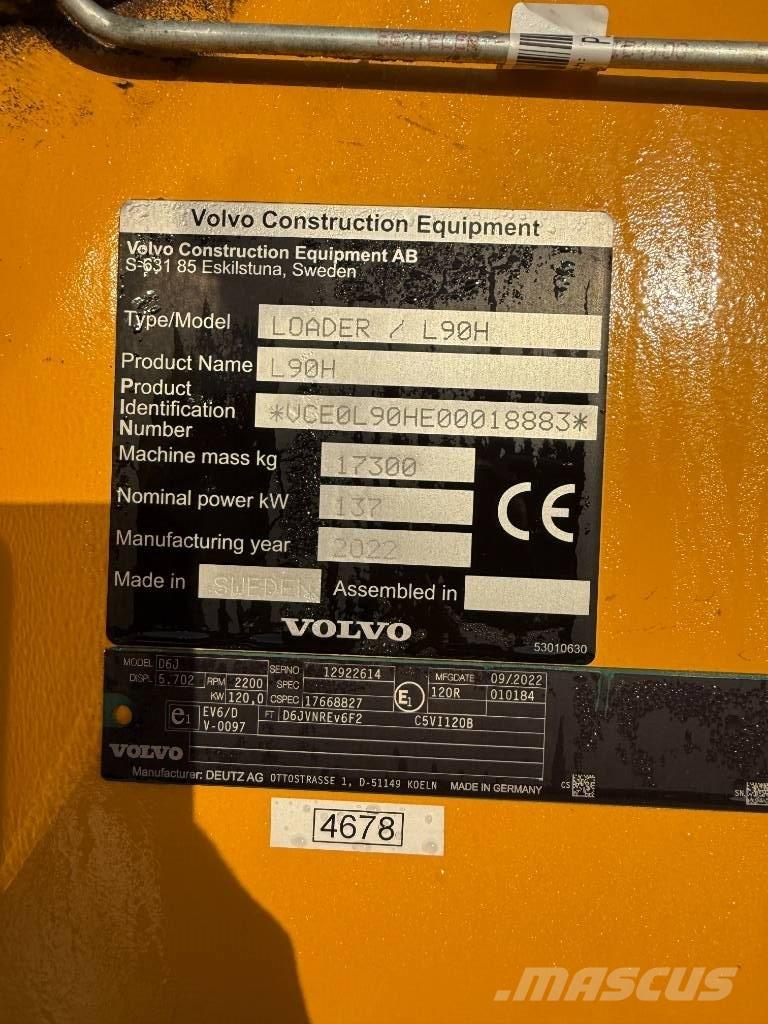 Volvo Construction Equipment
Volvo Construction Equipment AB
S-631 85 Eskilstuna, Sweden
Type/Model LOADER / L90H
Product Name L90H
Product
Identification *VCE0L90HE00018883*
Number
Machine mass kg 17300
Nominal power kW 137
Manufacturing year 2022
Made in SWEDEN Assembled in
VOLVO
53010630
MODEL D6J SERNO 12922614 MFGDATE 09/2022
DISPL 5.702 RPM 2200 SPEC E1 120R 010184
KW 120,0 CSPEC 17668827
e1 EV6/D FT D6JVNREv6F2 C5VI120B
V-0097
VOLVO
Manufacturer: DEUTZ AG OTTOSTRASSE 1, D-51149 KOELN MADE IN GERMANY CS SN
4678
MASCUS